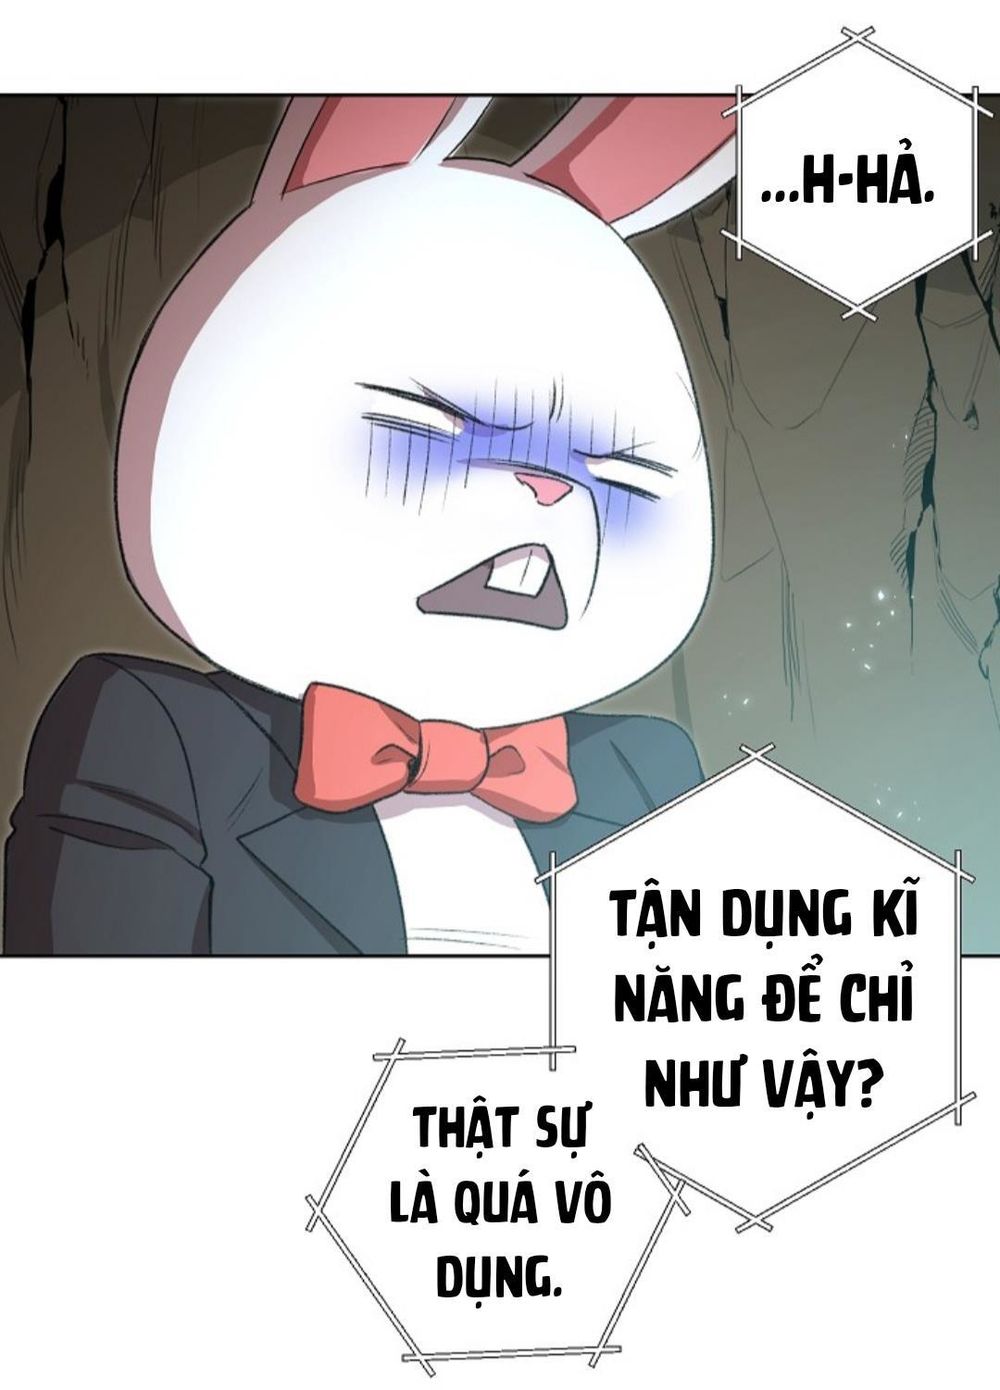 ...H-HẢ.
TẬN DỤNG KĨ
NĂNG ĐỂ CHỈ
NHƯ VẬY?
THẬT SỰ
LÀ QUÁ VÔ
DỤNG.